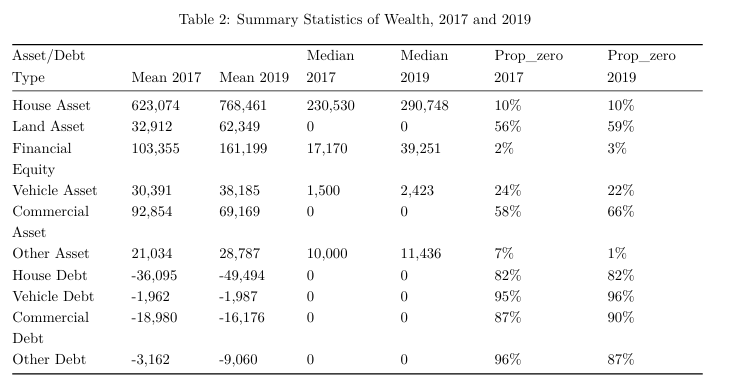 Table 2: Summary Statistics of Wealth, 2017 and 2019
Asset/Debt Median Median Prop_zero Prop_zero
Type Mean 2017 Mean 2019 2017 2019 2017 2019
House Asset 623,074 768,461 230,530 290,748 10% 10%
Land Asset 32,912 62,349 0 0 56% 59%
Financial 103,355 161,199 17,170 39,251 2% 3%
Equity
Vehicle Asset 30,391 38,185 1,500 2,423 24% 22%
Commercial 92,854 69,169 0 0 58% 66%
Asset
Other Asset 21,034 28,787 10,000 11,436 7% 1%
House Debt -36,095 -49,494 0 0 82% 82%
Vehicle Debt -1,962 -1,987 0 0 95% 96%
Commercial -18,980 -16,176 0 0 87% 90%
Debt
Other Debt -3,162 -9,060 0 0 96% 87%